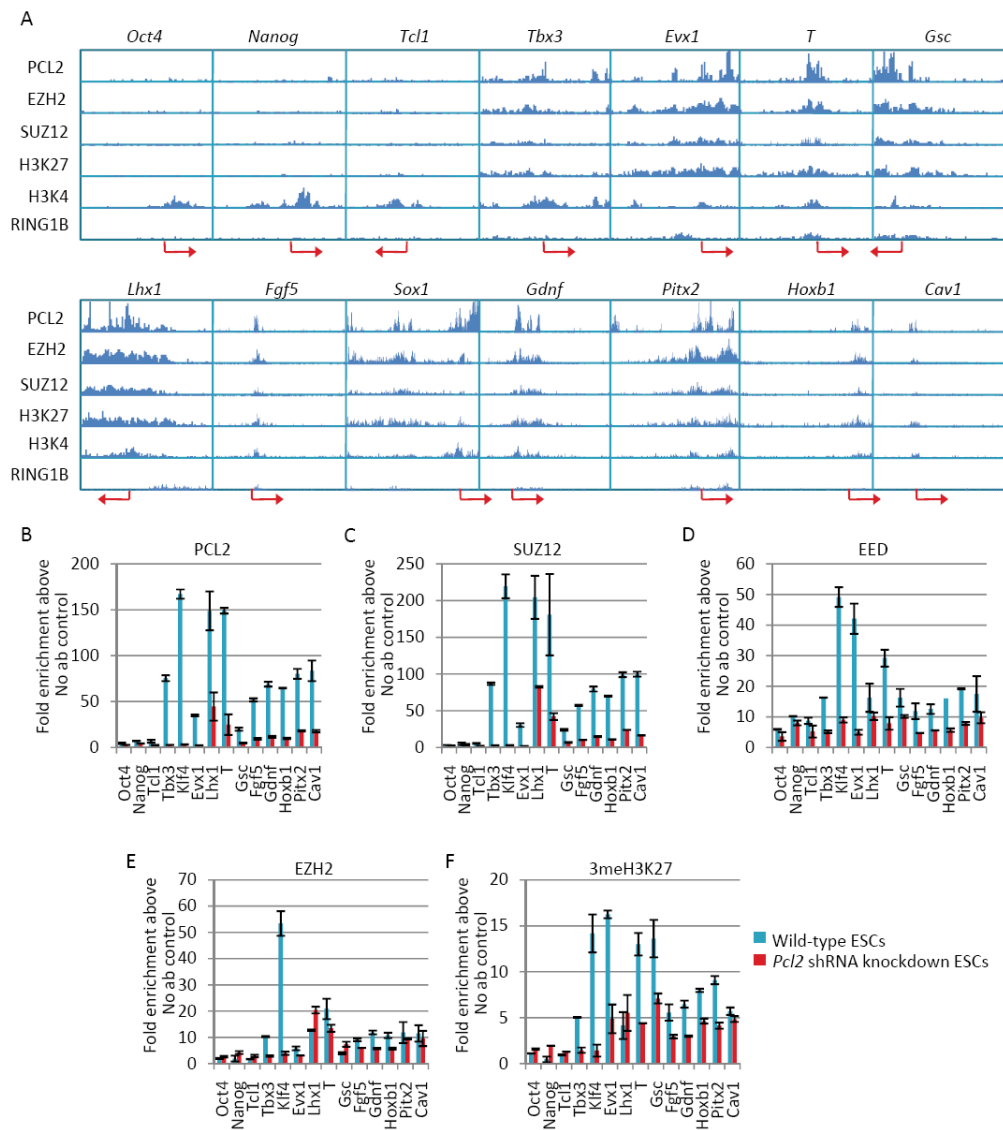 A
Oct4 Nanog Tcl1 Tbx3 Evx1 T Gsc
PCL2
EZH2
SUZ12
H3K27
H3K4
RING1B
Lhx1 Fgf5 Sox1 Gdnf Pitx2 Hoxb1 Cav1
PCL2
EZH2
SUZ12
H3K27
H3K4
RING1B
B
PCL2
Fold enrichment above
No ab control
200
150
100
50
0
Oct4
Nanog
Tcl1
Tbx3
Klf4
Evx1
Lhx1
T
Gsc
Fgf5
Gdnf
Hoxb1
Pitx2
Cav1
C
SUZ12
Fold enrichment above
No ab control
250
200
150
100
50
0
Oct4
Nanog
Tcl1
Tbx3
Klf4
Evx1
Lhx1
T
Gsc
Fgf5
Gdnf
Hoxb1
Pitx2
Cav1
D
EED
Fold enrichment above
No ab control
60
50
40
30
20
10
0
Oct4
Nanog
Tcl1
Tbx3
Klf4
Evx1
Lhx1
T
Gsc
Fgf5
Gdnf
Hoxb1
Pitx2
Cav1
E
EZH2
Fold enrichment above
No ab control
70
60
50
40
30
20
10
0
Oct4
Nanog
Tcl1
Tbx3
Klf4
Evx1
Lhx1
T
Gsc
Fgf5
Gdnf
Hoxb1
Pitx2
Cav1
F
3meH3K27
Fold enrichment above
No ab control
20
15
10
5
0
Oct4
Nanog
Tcl1
Tbx3
Klf4
Evx1
Lhx1
T
Gsc
Fgf5
Gdnf
Hoxb1
Pitx2
Cav1
Wild-type ESCs
Pcl2 shRNA knockdown ESCs